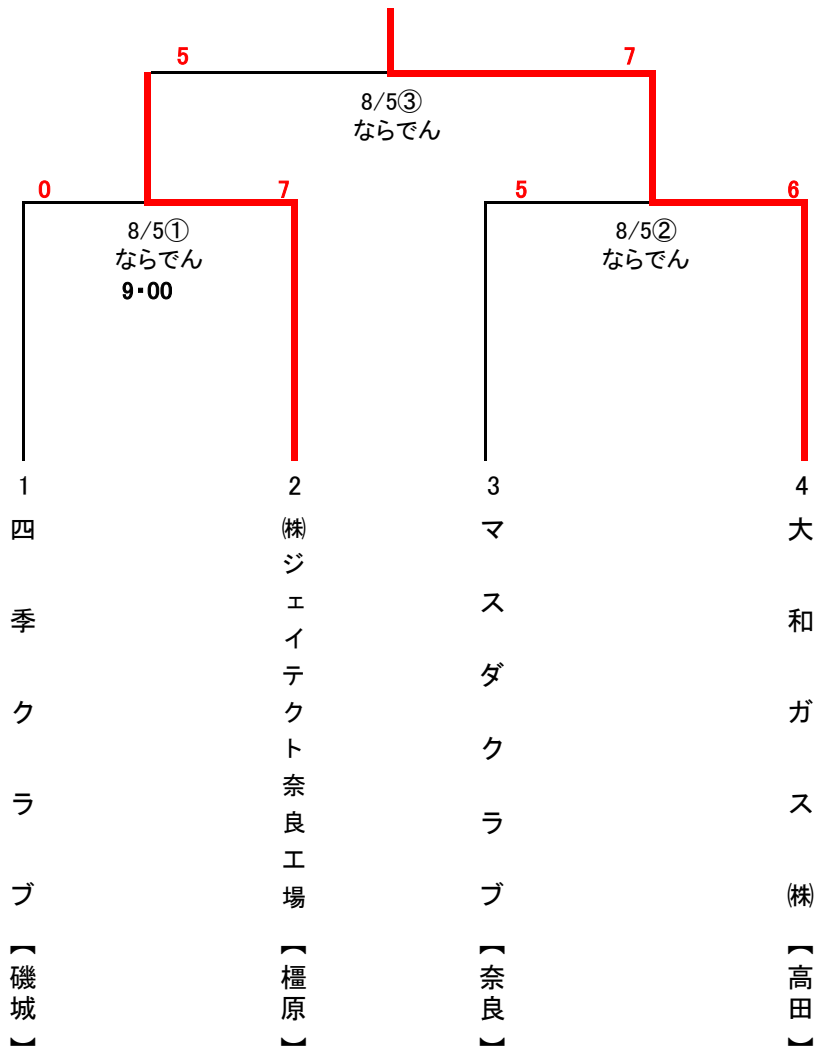 5
7
8/5③
ならでん
0
7
5
6
8/5①
ならでん
9・00
8/5②
ならでん
1
2
3
4
四季クラブ【磯城】
㈱ジェイテクト奈良工場【橿原】
マスダクラブ【奈良】
大和ガス㈱【高田】